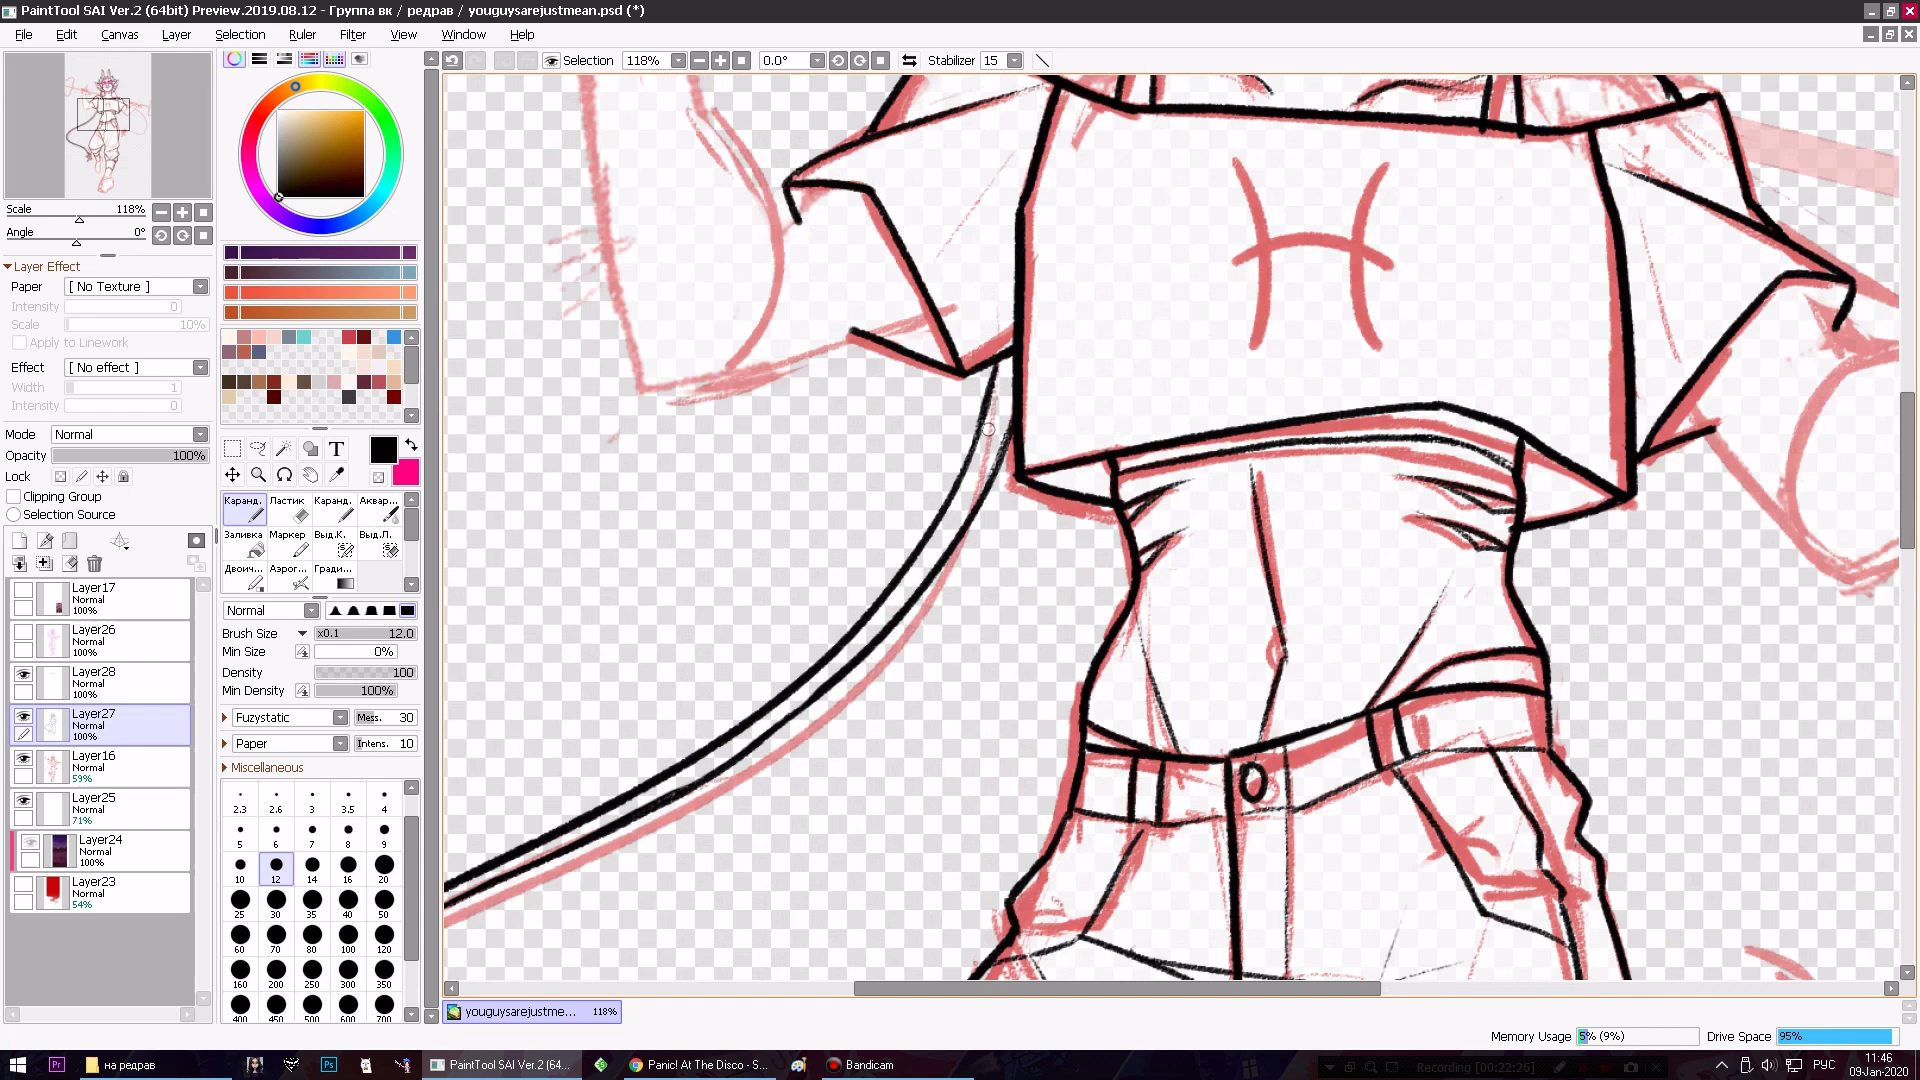 PaintTool SAI Ver.2 (64bit) Preview.2019.08.12 - Группа вк / редрав / youguysarejustmean.psd (*)
File Edit Canvas Layer Selection Ruler Filter View Window Help
Selection 118% 0.0° Stabilizer 15
Scale 118%
Angle 0°
Layer Effect
Paper [ No Texture ]
Intensity 0
Scale 10%
Apply to Linework
Effect [ No effect ]
Width 1
Intensity 0
Mode Normal
Opacity 100%
Lock
Clipping Group
Selection Source
Layer17
Normal
100%
Layer26
Normal
100%
Layer28
Normal
100%
Layer27
Normal
100%
Layer16
Normal
59%
Layer25
Normal
71%
Layer24
Normal
100%
Layer23
Normal
54%
T
Каранд. Ластик Каранд. Аквар...
Заливка Маркер Выд.К. Выд.Л.
Двоич... Аэрог... Гради...
Normal
Brush Size x0.1 12.0
Min Size 0%
Density 100
Min Density 100%
Fuzystatic Mess. 30
Paper Intens. 10
Miscellaneous
2.3 2.6 3 3.5 4
5 6 7 8 9
10 12 14 16 20
25 30 35 40 50
60 70 80 100 120
160 200 250 300 350
400 450 500 600 700
youguysarejustme... 118%
Memory Usage 5% (9%) Drive Space 95%
на редрав
PaintTool SAI Ver.2 (64...
Panic! At The Disco - S...
Bandicam
Recording [00:22:26]
РУС
11:46
09-Jan-2020